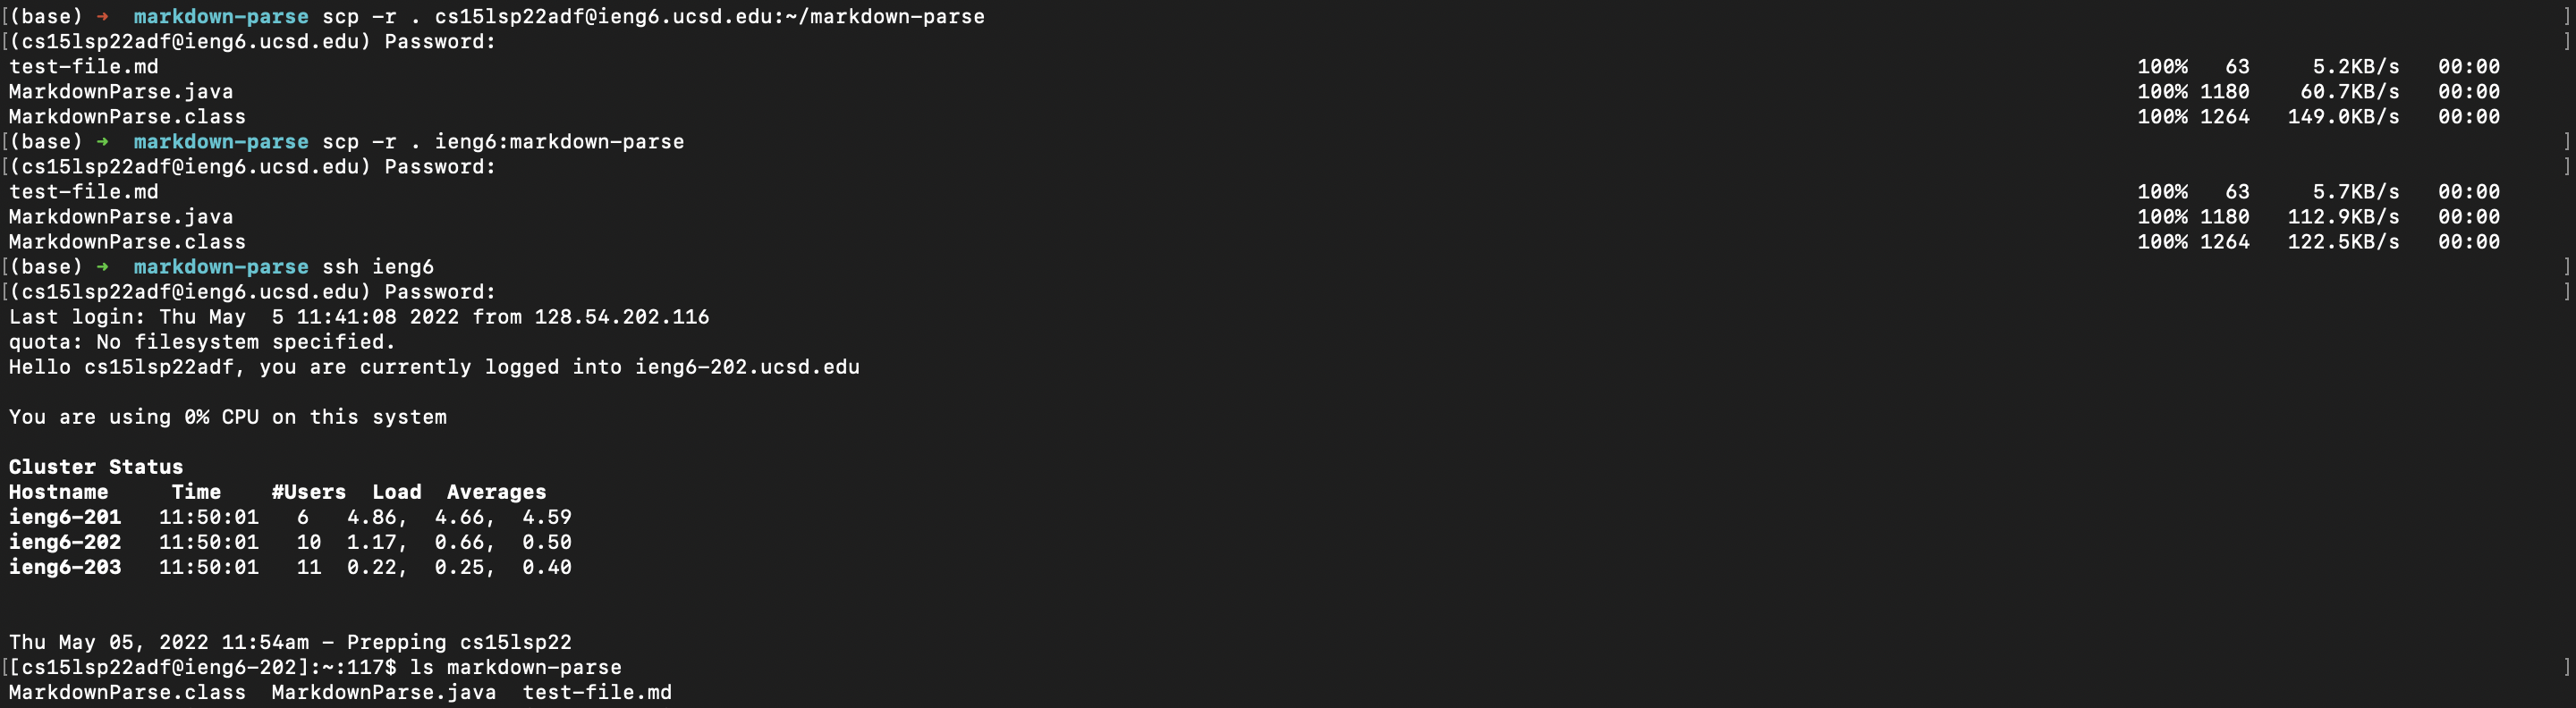 [(base) ➜  markdown-parse scp -r . cs15lsp22adf@ieng6.ucsd.edu:~/markdown-parse ]
[(cs15lsp22adf@ieng6.ucsd.edu) Password: ]
test-file.md 100% 63 5.2KB/s 00:00
MarkdownParse.java 100% 1180 60.7KB/s 00:00
MarkdownParse.class 100% 1264 149.0KB/s 00:00
[(base) ➜  markdown-parse scp -r . ieng6:markdown-parse ]
[(cs15lsp22adf@ieng6.ucsd.edu) Password: ]
test-file.md 100% 63 5.7KB/s 00:00
MarkdownParse.java 100% 1180 112.9KB/s 00:00
MarkdownParse.class 100% 1264 122.5KB/s 00:00
[(base) ➜  markdown-parse ssh ieng6 ]
[(cs15lsp22adf@ieng6.ucsd.edu) Password: ]
Last login: Thu May  5 11:41:08 2022 from 128.54.202.116
quota: No filesystem specified.
Hello cs15lsp22adf, you are currently logged into ieng6-202.ucsd.edu
You are using 0% CPU on this system
Cluster Status
Hostname     Time    #Users  Load  Averages
ieng6-201   11:50:01   6   4.86,  4.66,  4.59
ieng6-202   11:50:01   10  1.17,  0.66,  0.50
ieng6-203   11:50:01   11  0.22,  0.25,  0.40
Thu May 05, 2022 11:54am - Prepping cs15lsp22
[[cs15lsp22adf@ieng6-202]:~:117$ ls markdown-parse ]
MarkdownParse.class  MarkdownParse.java  test-file.md